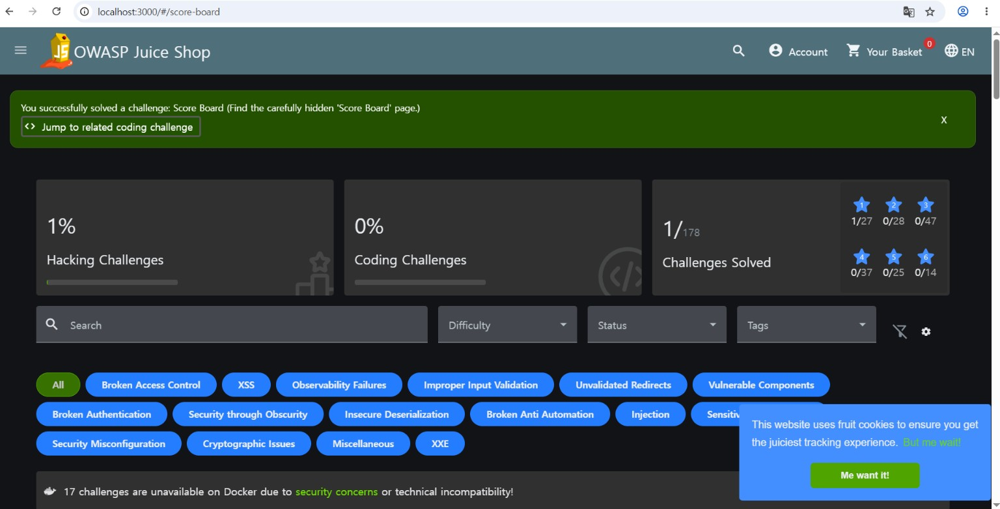 localhost:3000/#/score-board
JS OWASP Juice Shop
Account
Your Basket 0
EN
You successfully solved a challenge: Score Board (Find the carefully hidden 'Score Board' page.)
X
<> Jump to related coding challenge
1%
Hacking Challenges
0%
Coding Challenges
</>
1/178
Challenges Solved
1 2 3
1/27 0/28 0/47
4 5 6
0/37 0/25 0/14
Search
Difficulty
Status
Tags
All Broken Access Control XSS Observability Failures Improper Input Validation Unvalidated Redirects Vulnerable Components
Broken Authentication Security through Obscurity Insecure Deserialization Broken Anti Automation Injection
Security Misconfiguration Cryptographic Issues Miscellaneous XXE
17 challenges are unavailable on Docker due to security concerns or technical incompatibility!
This website uses fruit cookies to ensure you get
the juiciest tracking experience. But me wait!
Me want it!